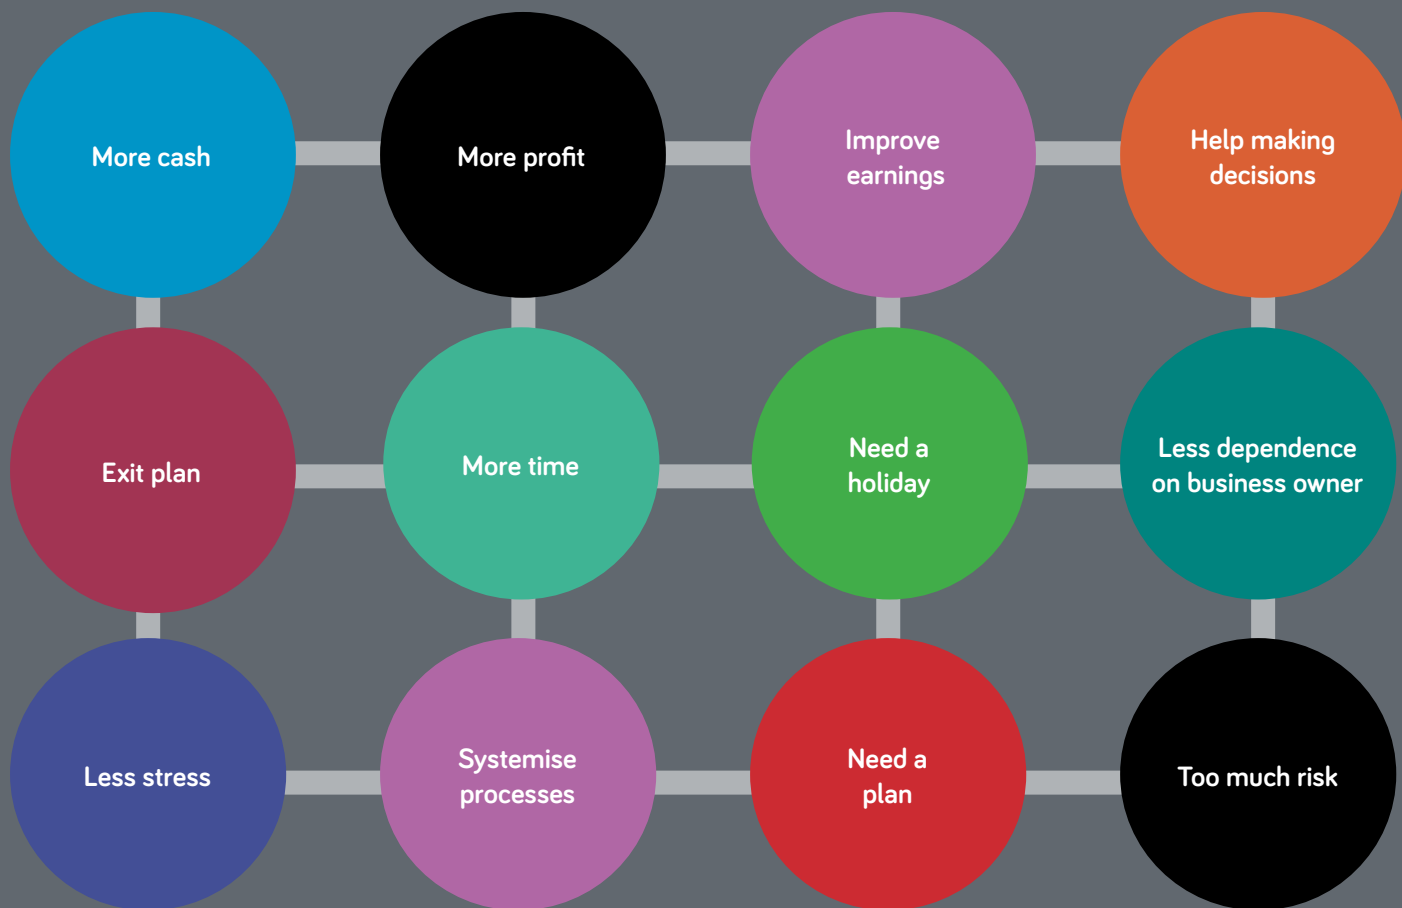 More cash
More profit
Improve
earnings
Help making
decisions
Exit plan
More time
Need a
holiday
Less dependence
on business owner
Less stress
Systemise
processes
Need a
plan
Too much risk